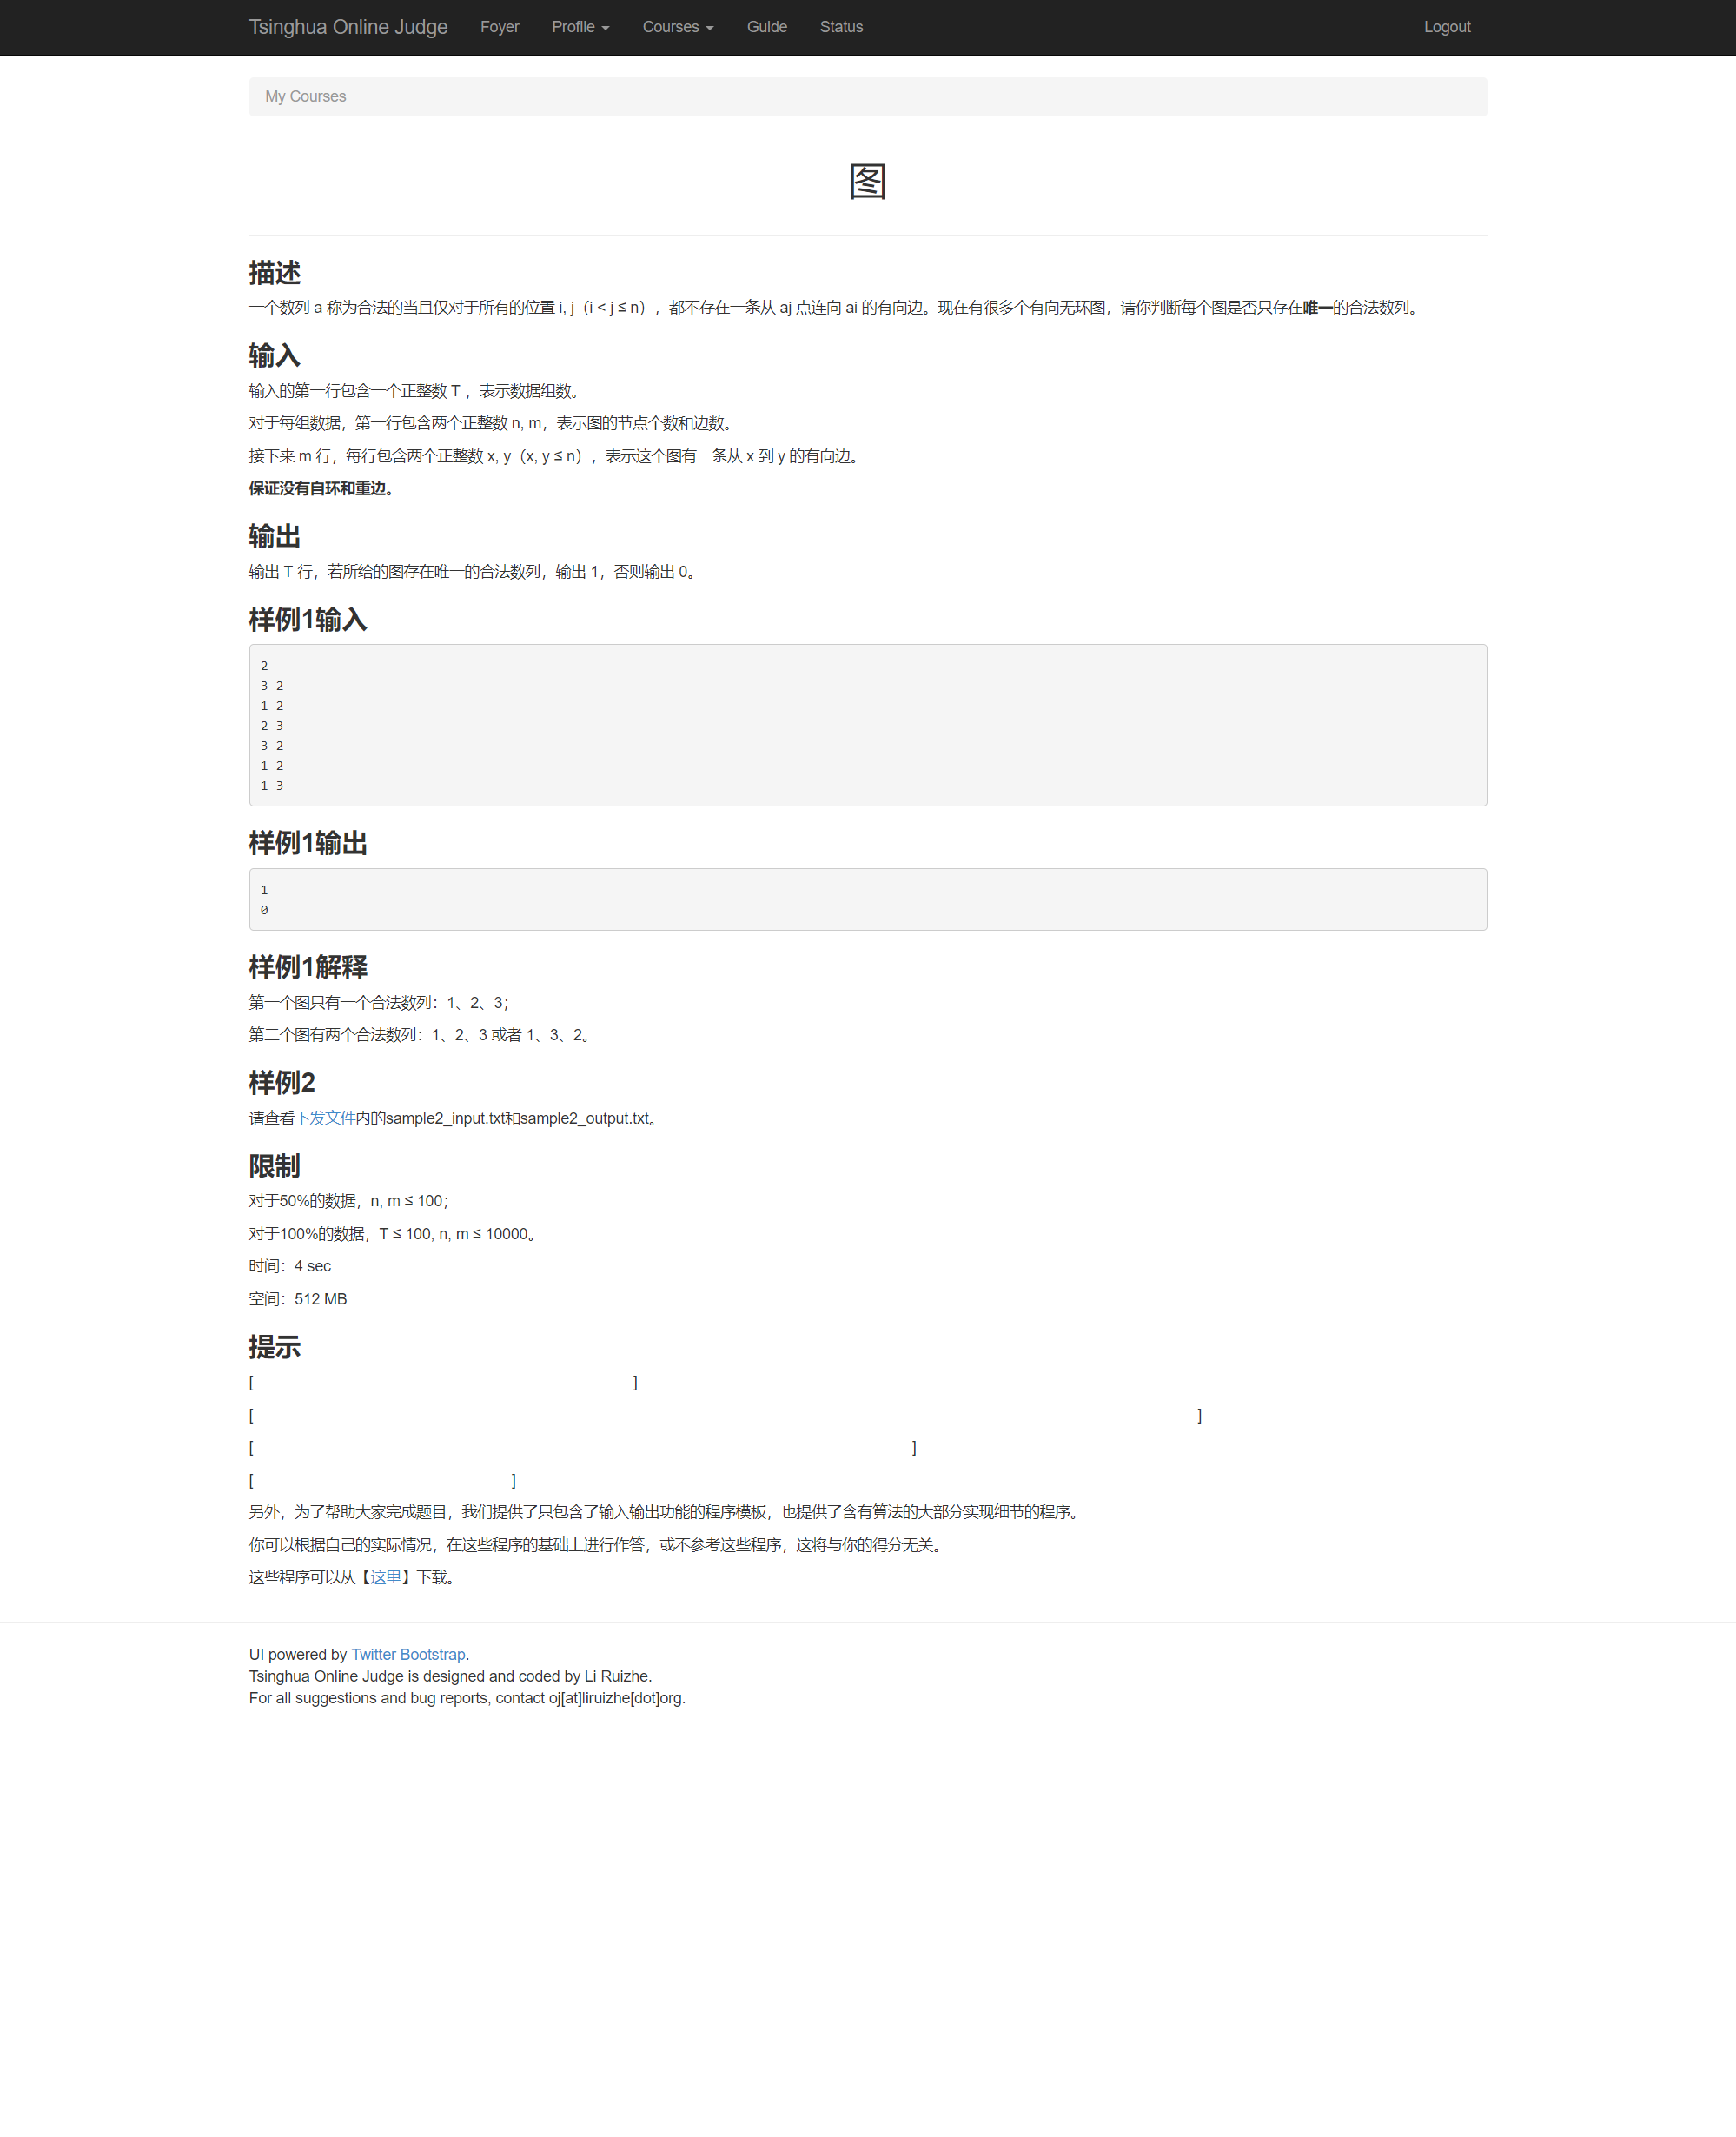 Tsinghua Online Judge Foyer Profile Courses Guide Status Logout
My Courses
图
描述
一个数列 a 称为合法的当且仅对于所有的位置 i, j（i < j ≤ n），都不存在一条从 aj 点连向 ai 的有向边。现在有很多个有向无环图，请你判断每个图是否只存在唯一的合法数列。
输入
输入的第一行包含一个正整数 T ，表示数据组数。
对于每组数据，第一行包含两个正整数 n, m，表示图的节点个数和边数。
接下来 m 行，每行包含两个正整数 x, y（x, y ≤ n），表示这个图有一条从 x 到 y 的有向边。
保证没有自环和重边。
输出
输出 T 行，若所给的图存在唯一的合法数列，输出 1，否则输出 0。
样例1输入
2
3 2
1 2
2 3
3 2
1 2
1 3
样例1输出
1
0
样例1解释
第一个图只有一个合法数列：1、2、3；
第二个图有两个合法数列：1、2、3 或者 1、3、2。
样例2
请查看下发文件内的sample2_input.txt和sample2_output.txt。
限制
对于50%的数据，n, m ≤ 100；
对于100%的数据，T ≤ 100, n, m ≤ 10000。
时间：4 sec
空间：512 MB
提示
[ ]
[ ]
[ ]
[ ]
另外，为了帮助大家完成题目，我们提供了只包含了输入输出功能的程序模板，也提供了含有算法的大部分实现细节的程序。
你可以根据自己的实际情况，在这些程序的基础上进行作答，或不参考这些程序，这将与你的得分无关。
这些程序可以从【这里】下载。
UI powered by Twitter Bootstrap.
Tsinghua Online Judge is designed and coded by Li Ruizhe.
For all suggestions and bug reports, contact oj[at]liruizhe[dot]org.